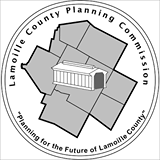 Lamoille County Planning Commission
"Planning for the Future of Lamoille County"